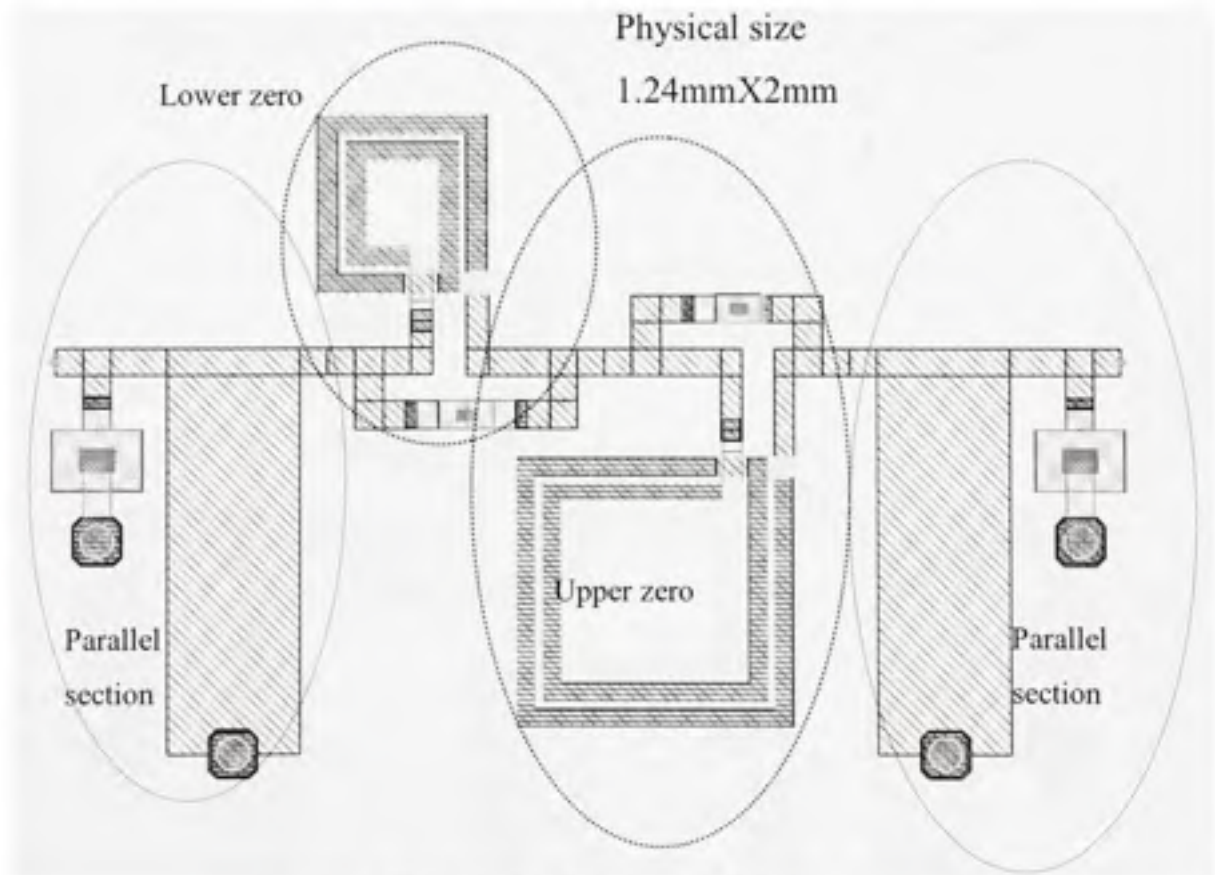 Physical size
1.24mmX2mm
Lower zero
Upper zero
Parallel
section
Parallel
section